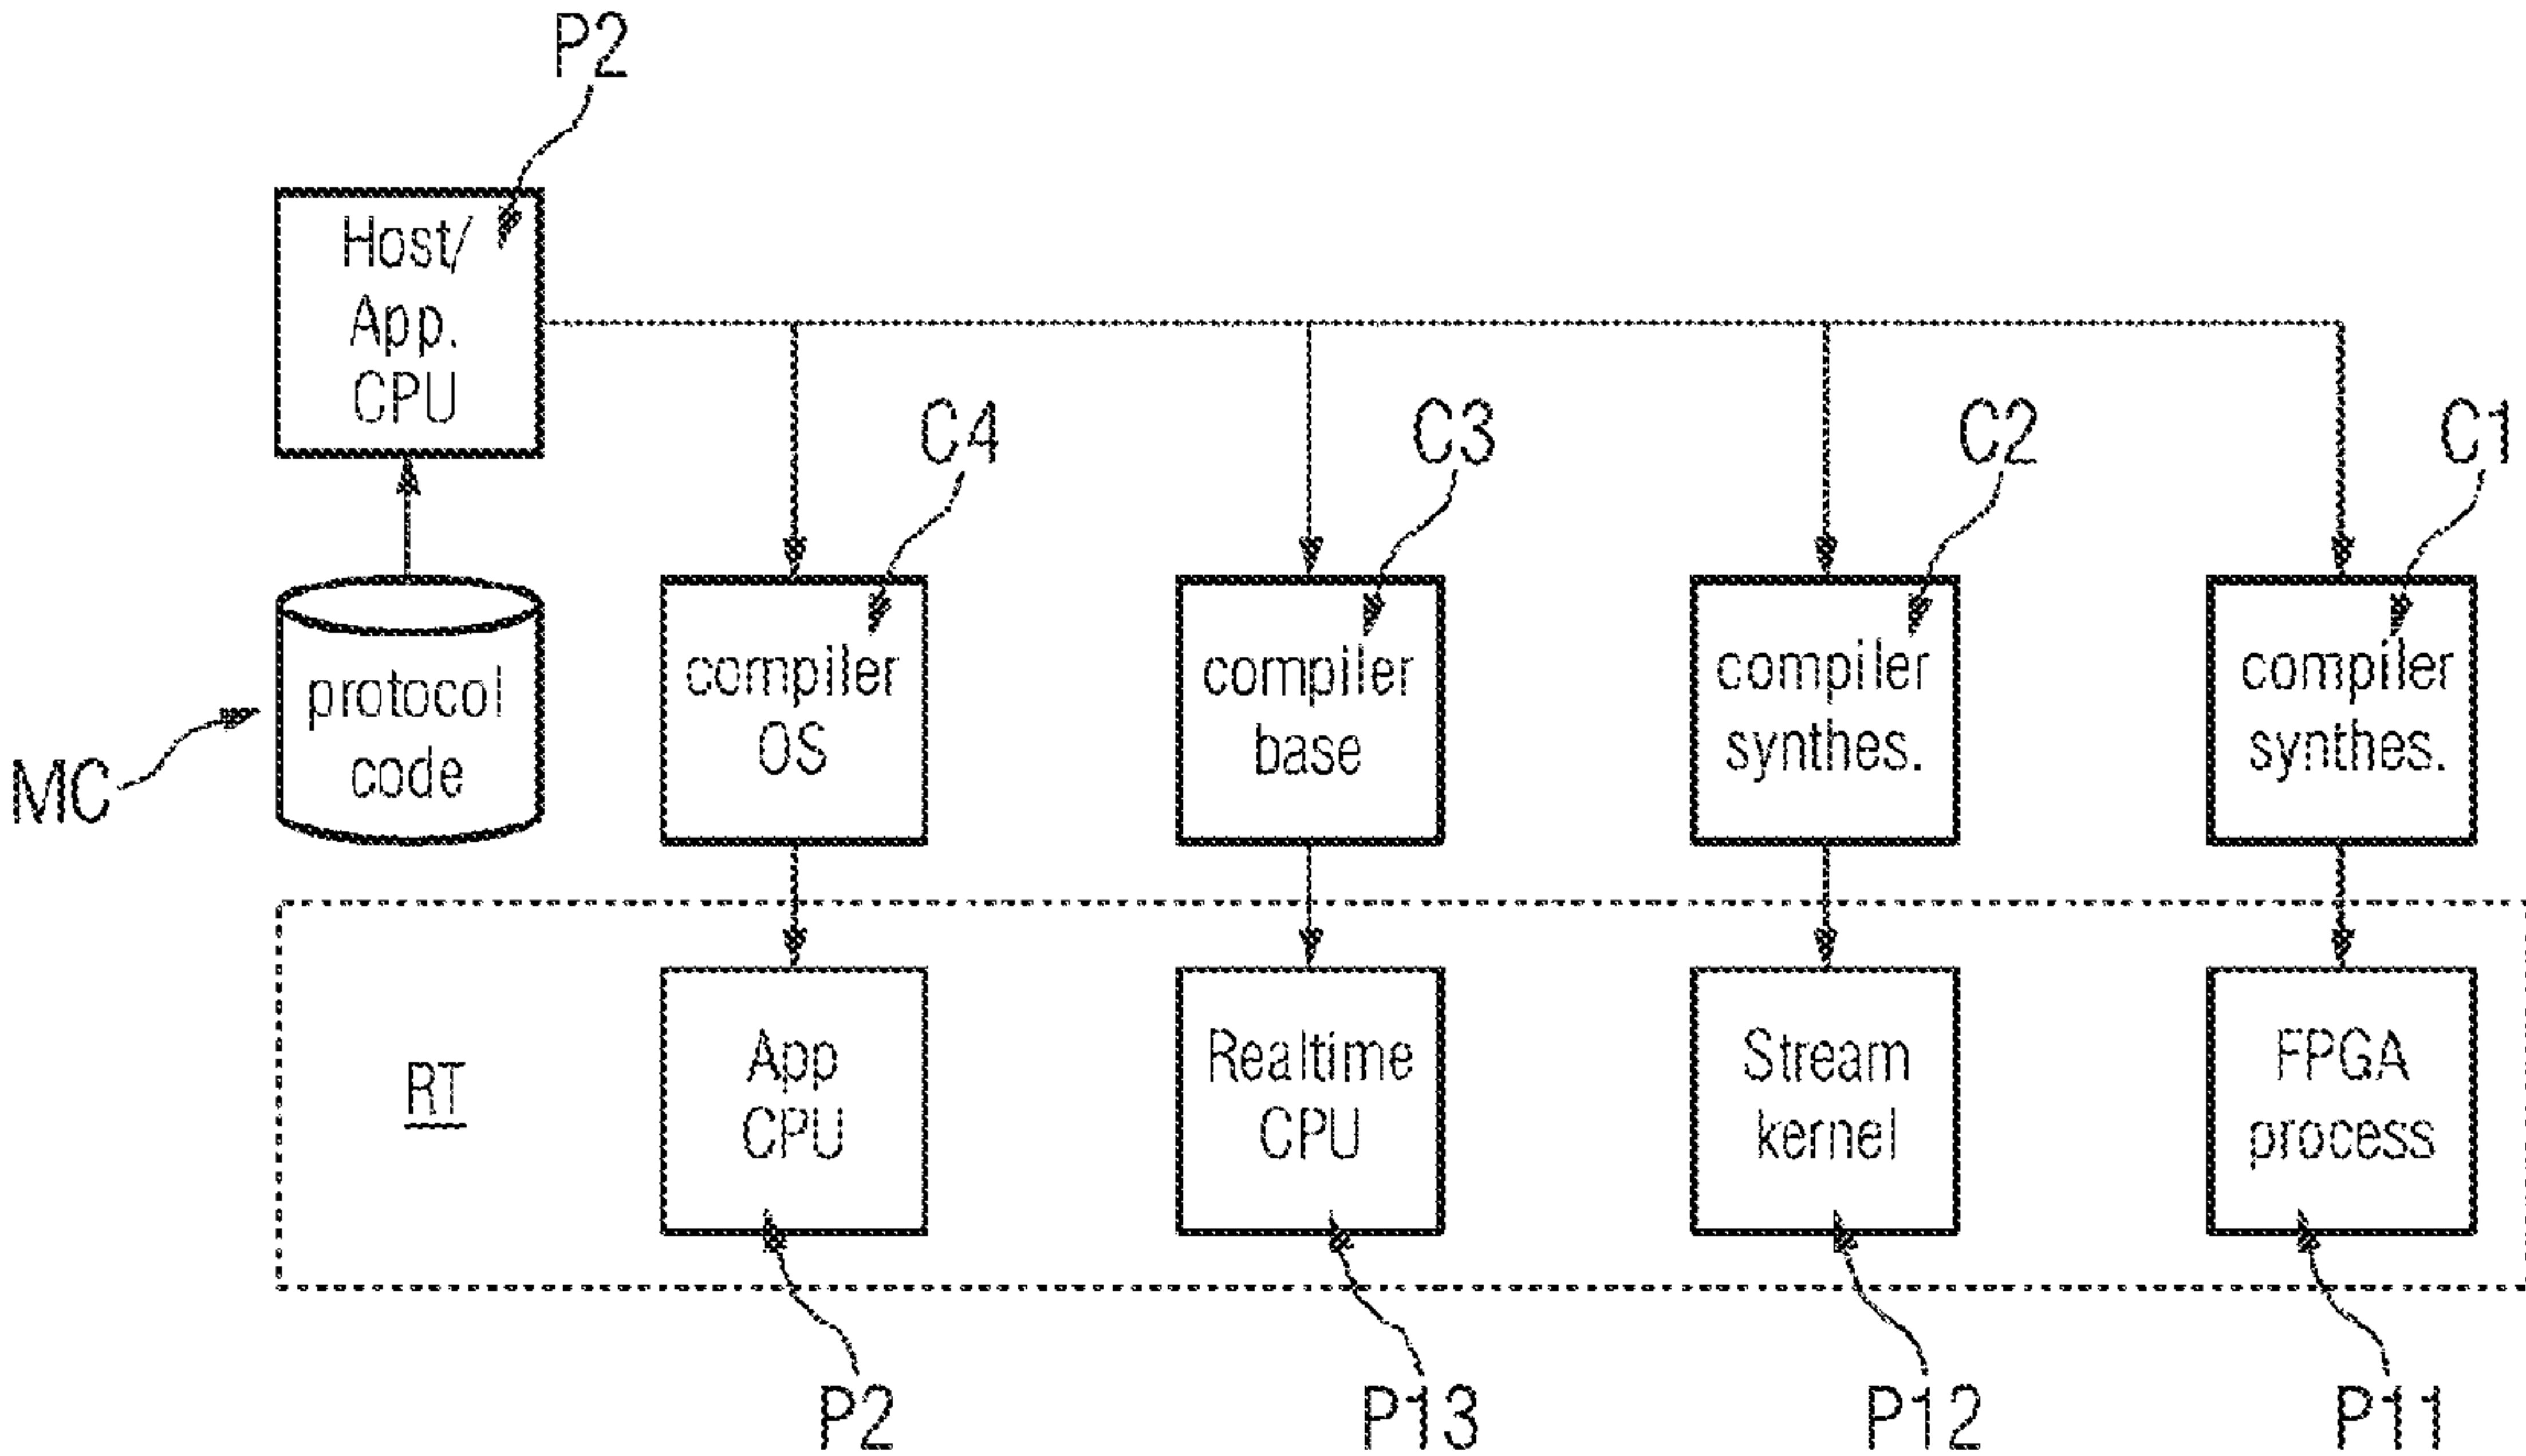 P2
Host/
App.
CPU
C4
C3
C2
C1
MC
protocol
code
compiler
OS
compiler
base
compiler
synthes.
compiler
synthes.
RT
App
CPU
Realtime
CPU
Stream
kernel
FPGA
process
P2
P13
P12
P11